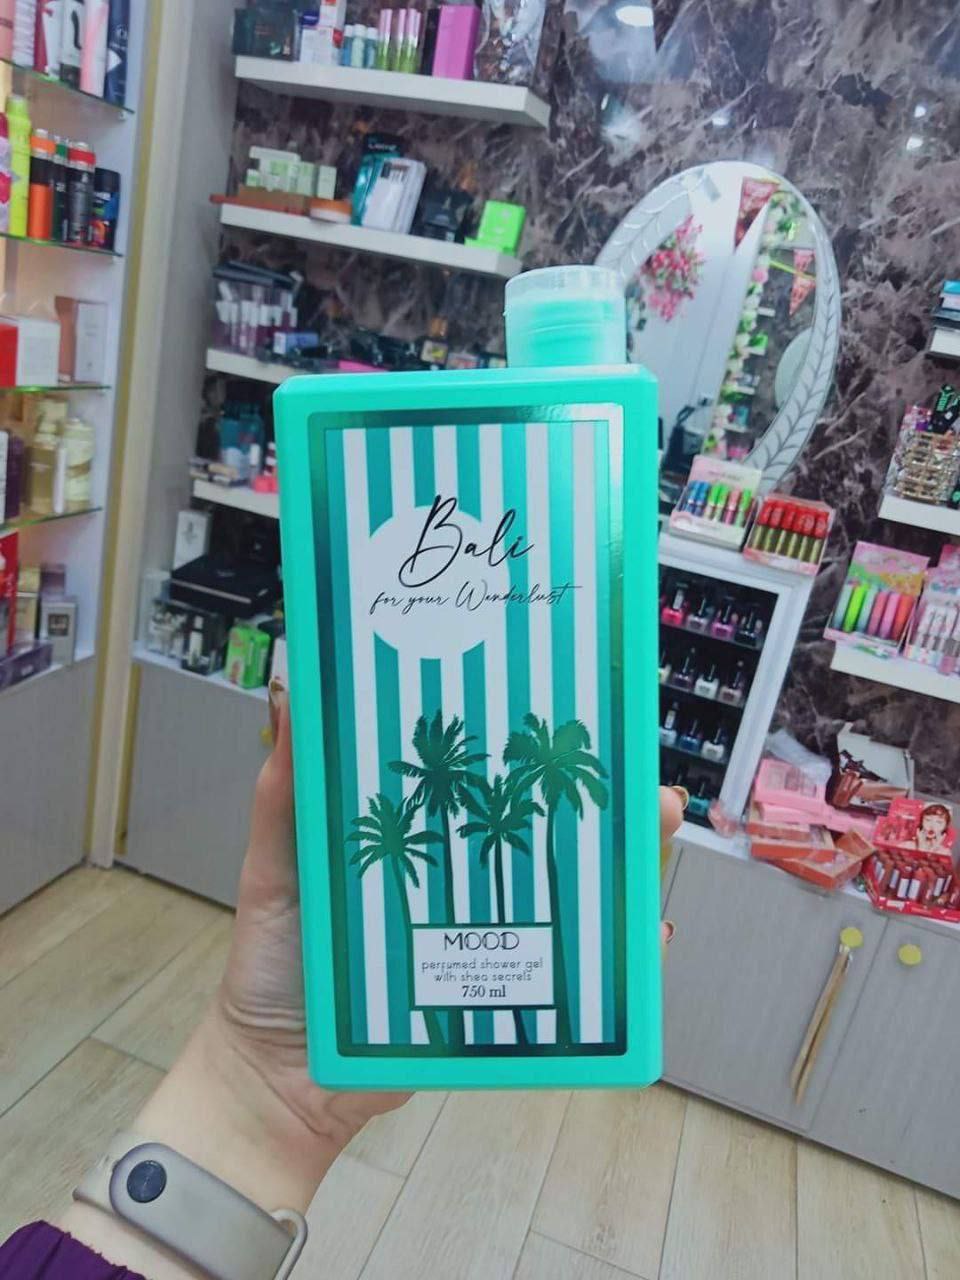 Bali
for your Wanderlust
MOOD
perfumed shower gel
with shea secrets
750 ml